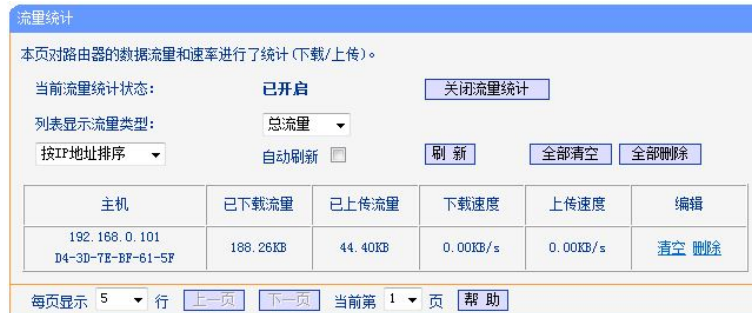 流量统计
本页对路由器的数据流量和速率进行了统计(下载/上传)。
当前流量统计状态： 已开启 关闭流量统计
列表显示流量类型： 总流量
按IP地址排序 自动刷新 刷 新 全部清空 全部删除
主机 已下载流量 已上传流量 下载速度 上传速度 编辑
192.168.0.101
D4-3D-7E-BF-61-5F
188.26KB 44.40KB 0.00KB/s 0.00KB/s 清空 删除
每页显示 5 行 上一页 下一页 当前第 1 页 帮 助